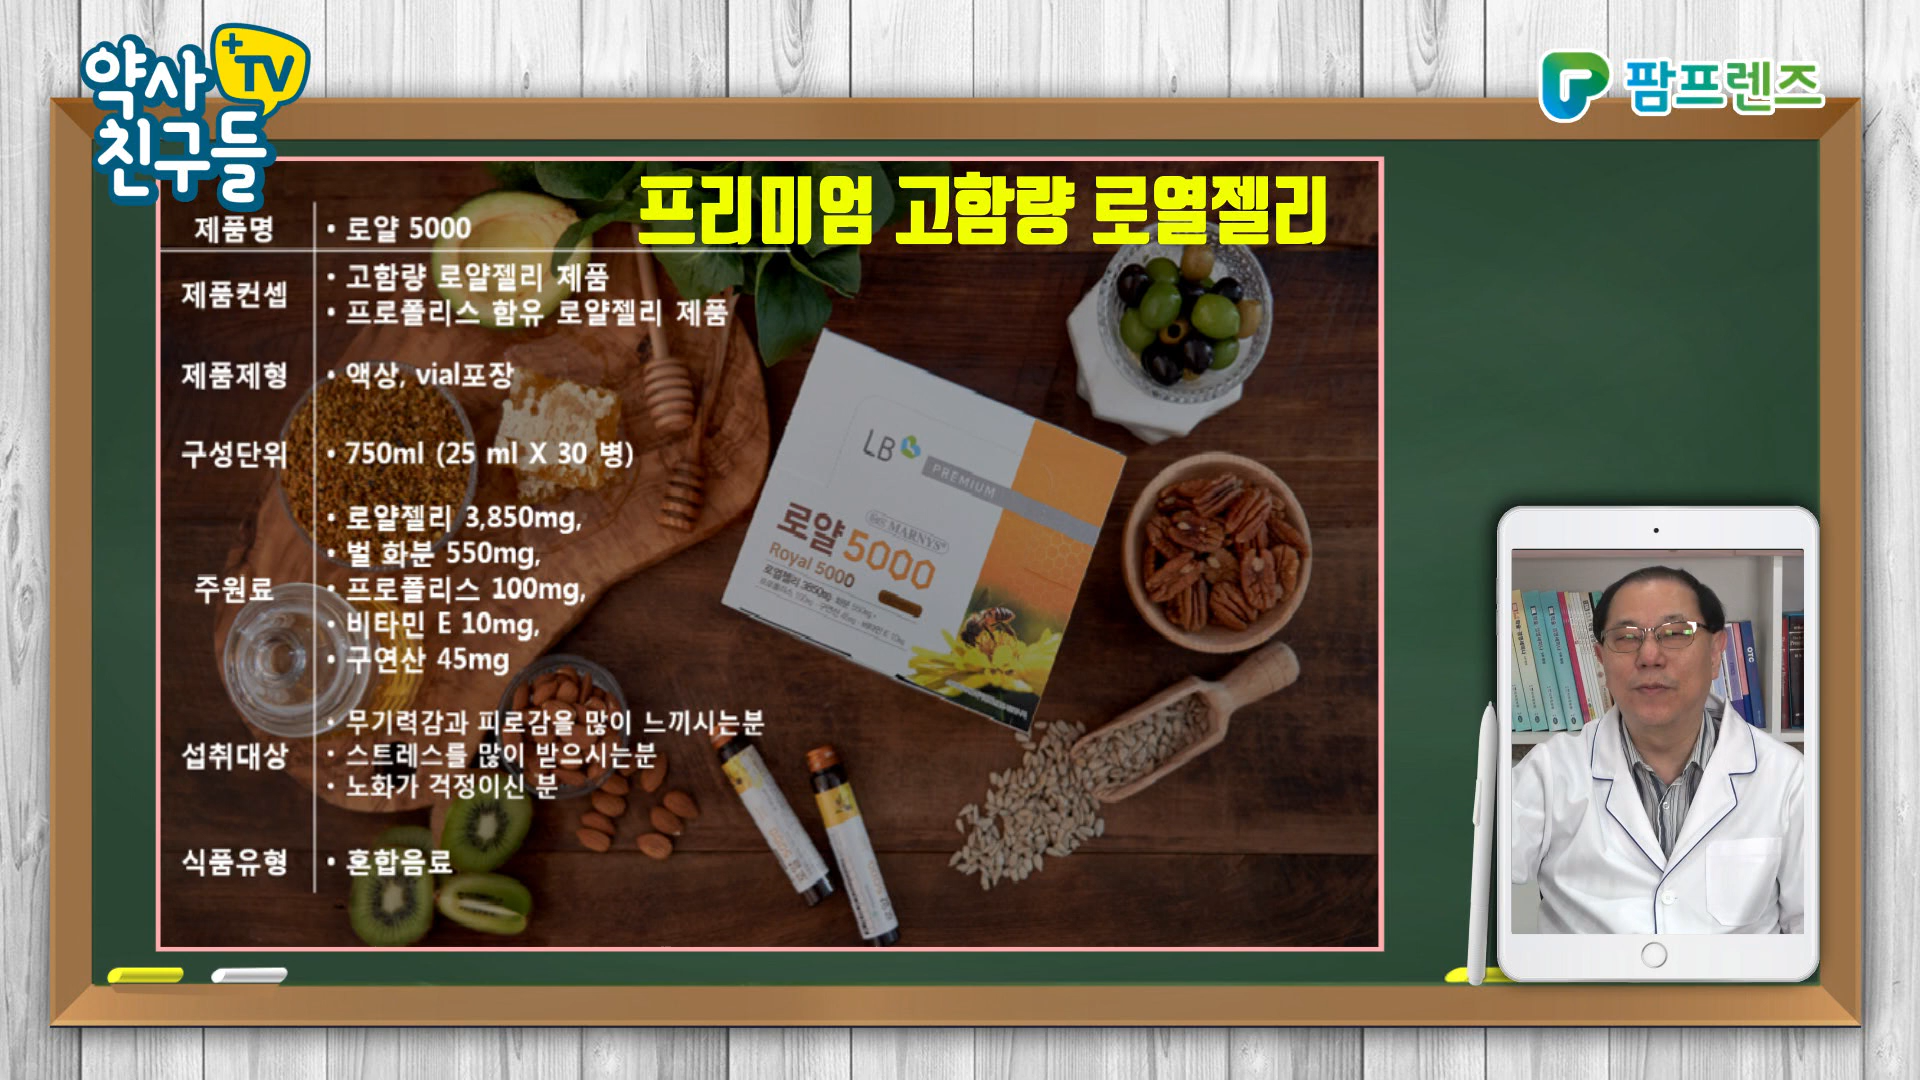 약사 TV
친구들
팜프렌즈
프리미엄 고함량 로열젤리
제품명
• 로얄 5000
제품컨셉
• 고함량 로얄젤리 제품
• 프로폴리스 함유 로얄젤리 제품
제품제형
• 액상, vial포장
구성단위
• 750ml (25 ml X 30 병)
주원료
• 로얄젤리 3,850mg,
• 벌 화분 550mg,
• 프로폴리스 100mg,
• 비타민 E 10mg,
• 구연산 45mg
섭취대상
• 무기력감과 피로감을 많이 느끼시는분
• 스트레스를 많이 받으시는분
• 노화가 걱정이신 분
식품유형
• 혼합음료
LB
PREMIUM
MARNYS
로얄 5000
Royal 5000
로열젤리 3850mg
OTC